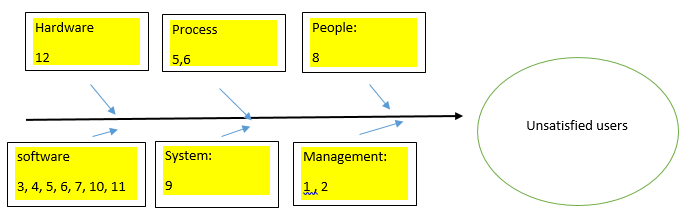 Hardware
12
Process
5,6
People:
8
Unsatisfied users
software
3, 4, 5, 6, 7, 10, 11
System:
9
Management:
1 , 2